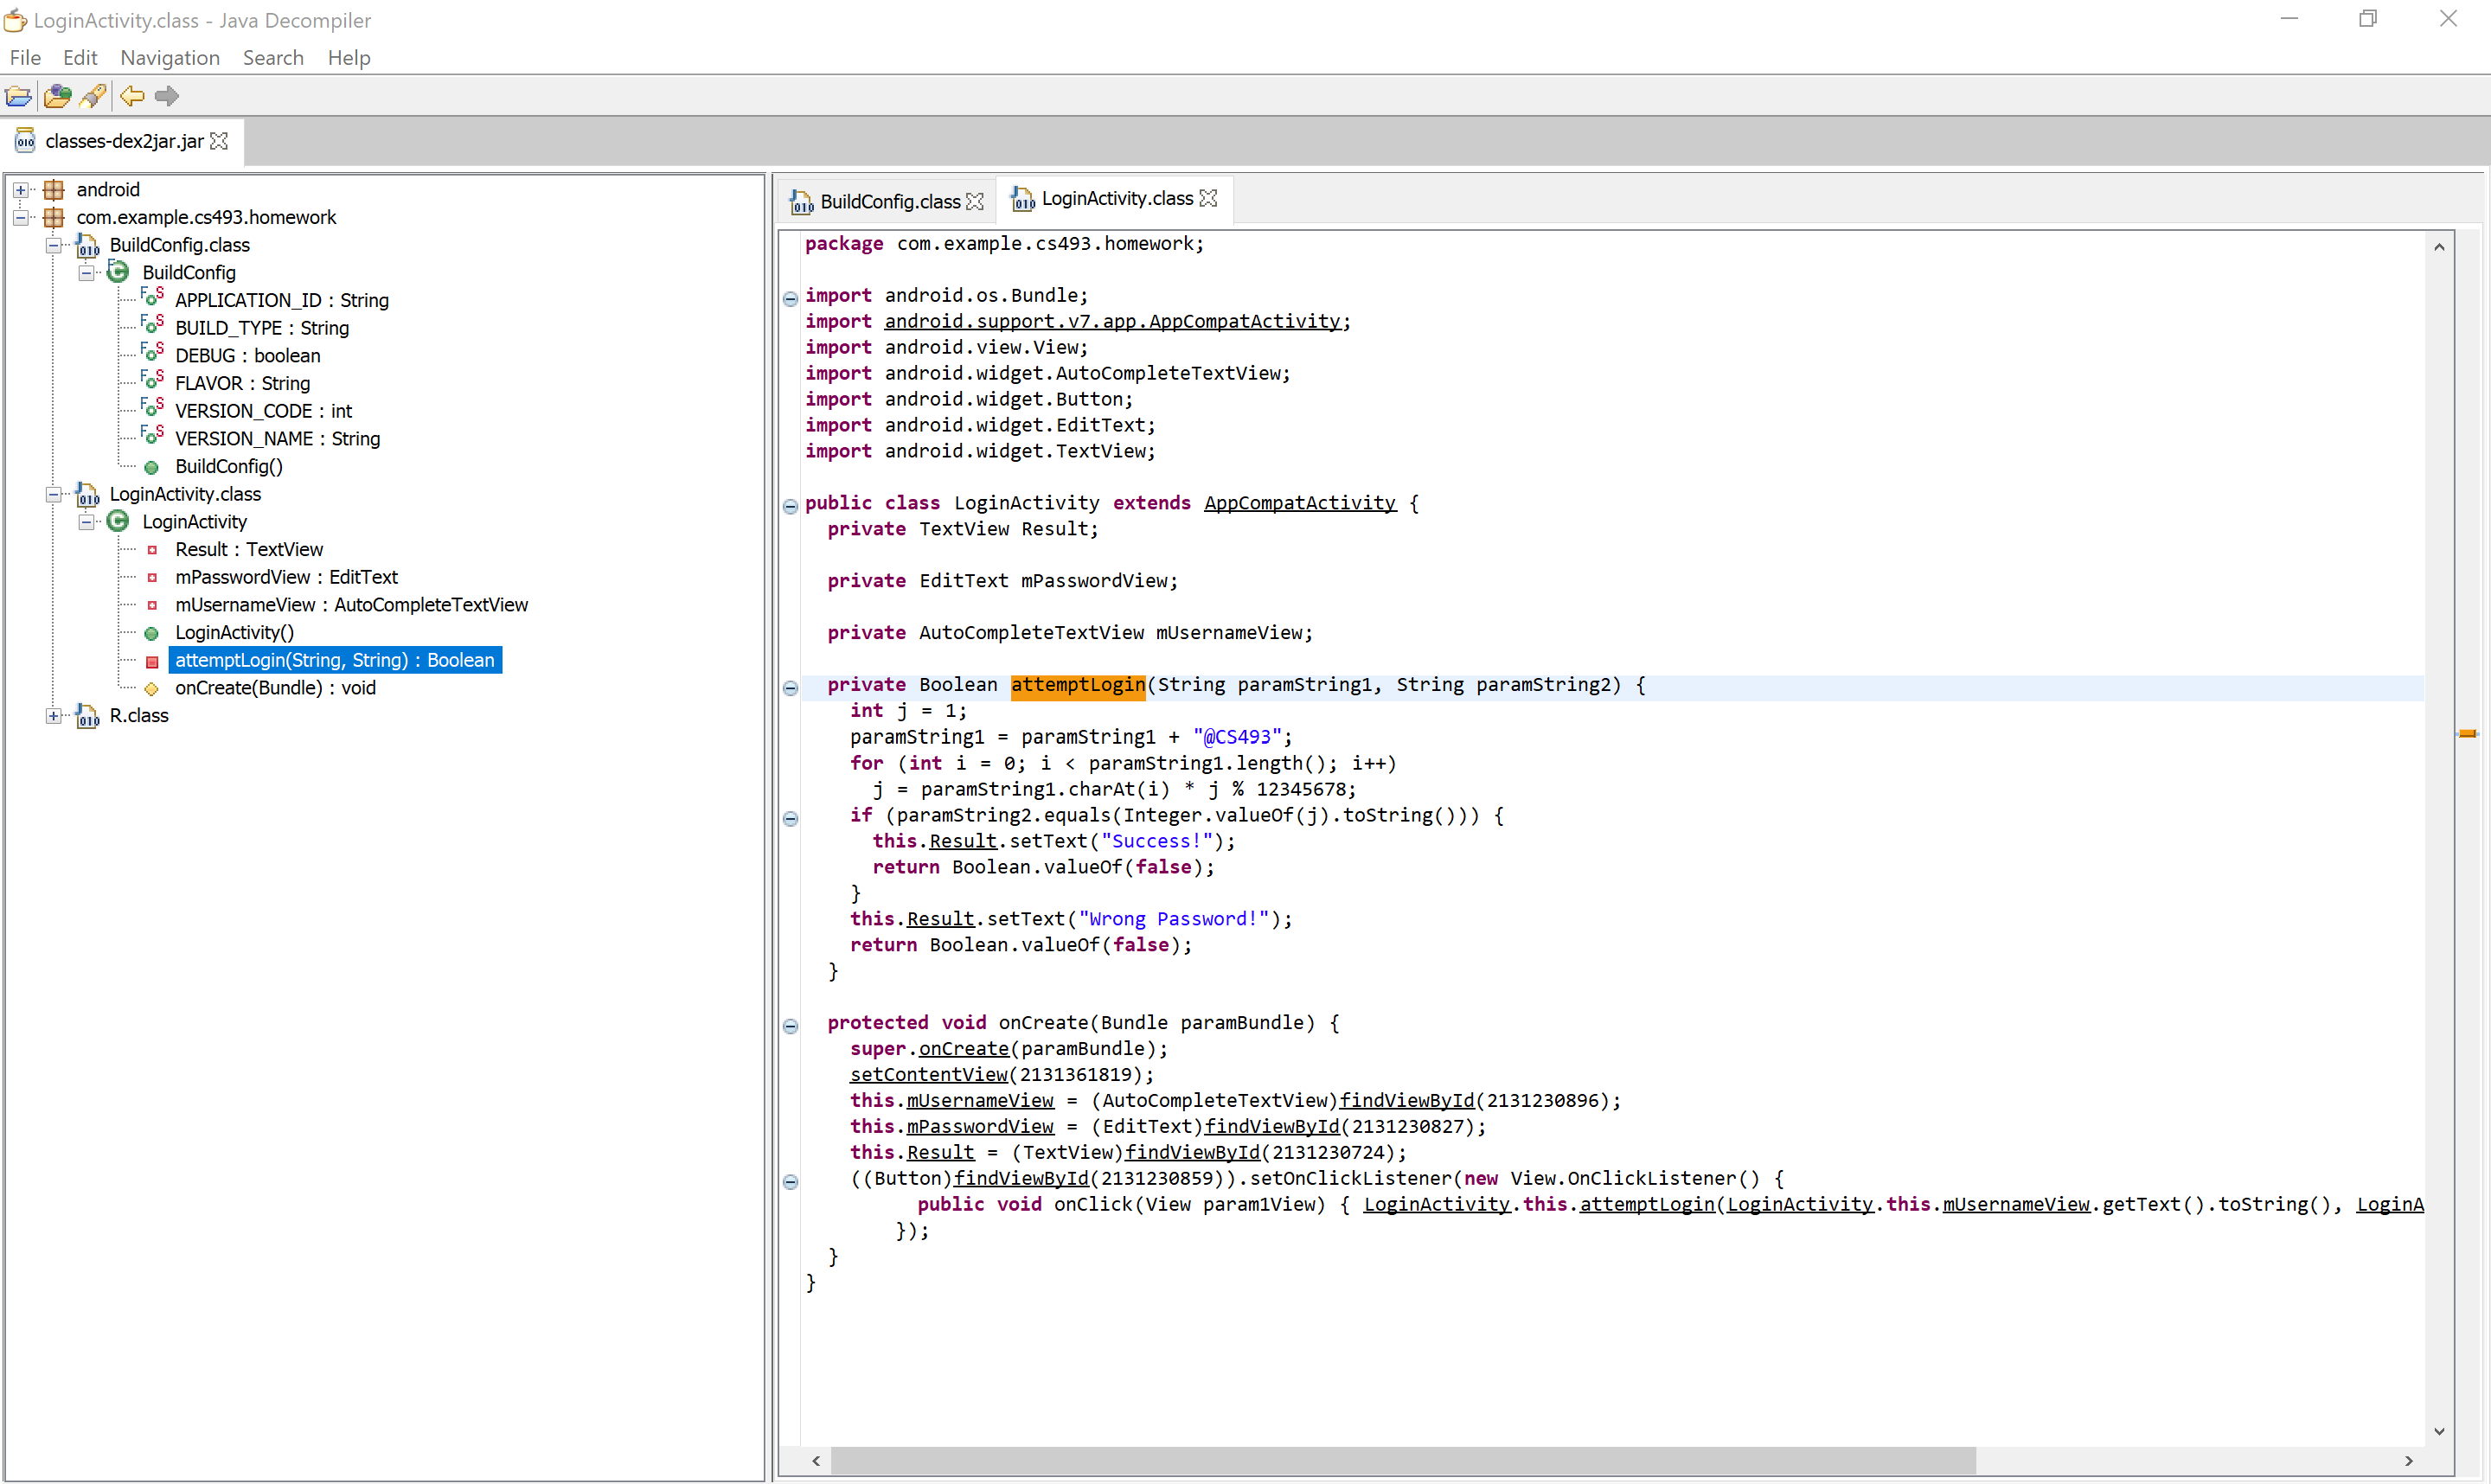 LoginActivity.class - Java Decompiler
File Edit Navigation Search Help
classes-dex2jar.jar
android
com.example.cs493.homework
BuildConfig.class
BuildConfig
APPLICATION_ID : String
BUILD_TYPE : String
DEBUG : boolean
FLAVOR : String
VERSION_CODE : int
VERSION_NAME : String
BuildConfig()
LoginActivity.class
LoginActivity
Result : TextView
mPasswordView : EditText
mUsernameView : AutoCompleteTextView
LoginActivity()
attemptLogin(String, String) : Boolean
onCreate(Bundle) : void
R.class
BuildConfig.class LoginActivity.class
package com.example.cs493.homework;
import android.os.Bundle;
import android.support.v7.app.AppCompatActivity;
import android.view.View;
import android.widget.AutoCompleteTextView;
import android.widget.Button;
import android.widget.EditText;
import android.widget.TextView;
public class LoginActivity extends AppCompatActivity {
private TextView Result;
private EditText mPasswordView;
private AutoCompleteTextView mUsernameView;
private Boolean attemptLogin(String paramString1, String paramString2) {
int j = 1;
paramString1 = paramString1 + "@CS493";
for (int i = 0; i < paramString1.length(); i++)
j = paramString1.charAt(i) * j % 12345678;
if (paramString2.equals(Integer.valueOf(j).toString())) {
this.Result.setText("Success!");
return Boolean.valueOf(false);
}
this.Result.setText("Wrong Password!");
return Boolean.valueOf(false);
}
protected void onCreate(Bundle paramBundle) {
super.onCreate(paramBundle);
setContentView(2131361819);
this.mUsernameView = (AutoCompleteTextView)findViewById(2131230896);
this.mPasswordView = (EditText)findViewById(2131230827);
this.Result = (TextView)findViewById(2131230724);
((Button)findViewById(2131230859)).setOnClickListener(new View.OnClickListener() {
public void onClick(View param1View) { LoginActivity.this.attemptLogin(LoginActivity.this.mUsernameView.getText().toString(), LoginA
});
}
}